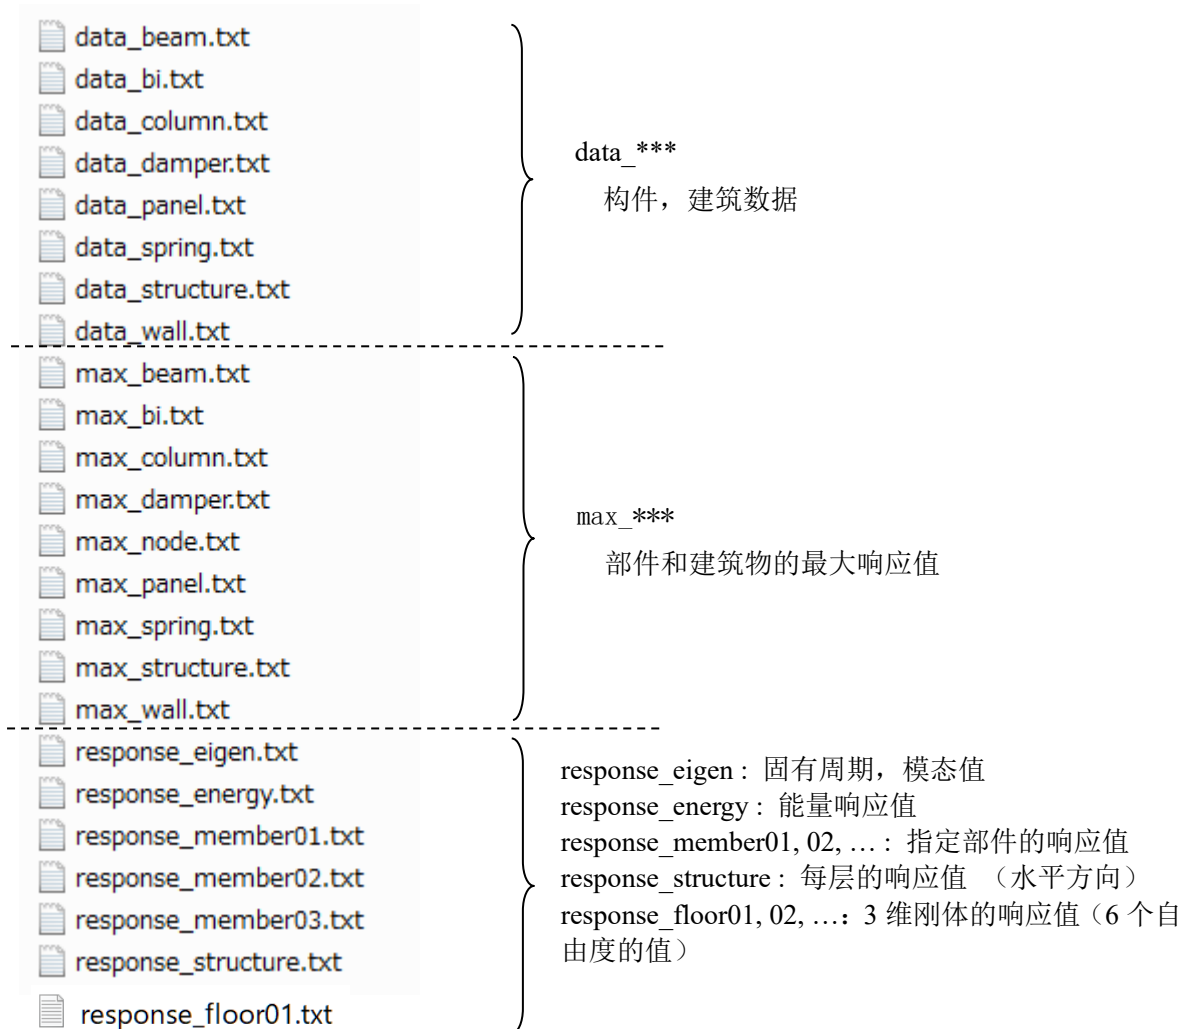 data_beam.txt
data_bi.txt
data_column.txt
data_damper.txt
data_panel.txt
data_spring.txt
data_structure.txt
data_wall.txt
data_***
构件，建筑数据
max_beam.txt
max_bi.txt
max_column.txt
max_damper.txt
max_node.txt
max_panel.txt
max_spring.txt
max_structure.txt
max_wall.txt
max_***
部件和建筑物的最大响应值
response_eigen.txt
response_energy.txt
response_member01.txt
response_member02.txt
response_member03.txt
response_structure.txt
response_floor01.txt
response_eigen : 固有周期，模态值
response_energy : 能量响应值
response_member01, 02, … : 指定部件的响应值
response_structure : 每层的响应值 （水平方向）
response_floor01, 02, …: 3 维刚体的响应值（6 个自
由度的值）